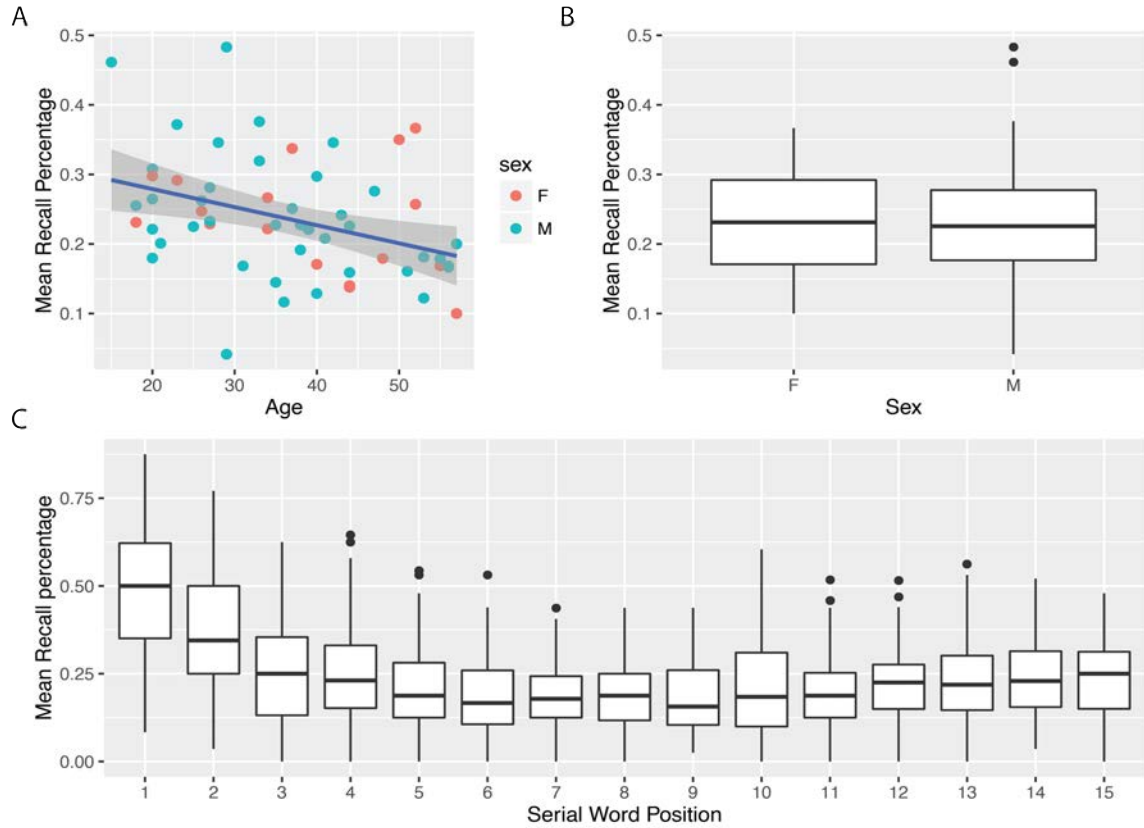 A
0.5
0.4
0.3
0.2
0.1
Mean Recall Percentage
20
30
40
50
Age
sex
F
M
B
0.5
0.4
0.3
0.2
0.1
Mean Recall Percentage
F
M
Sex
C
0.75
0.50
0.25
0.00
Mean Recall percentage
1
2
3
4
5
6
7
8
9
10
11
12
13
14
15
Serial Word Position